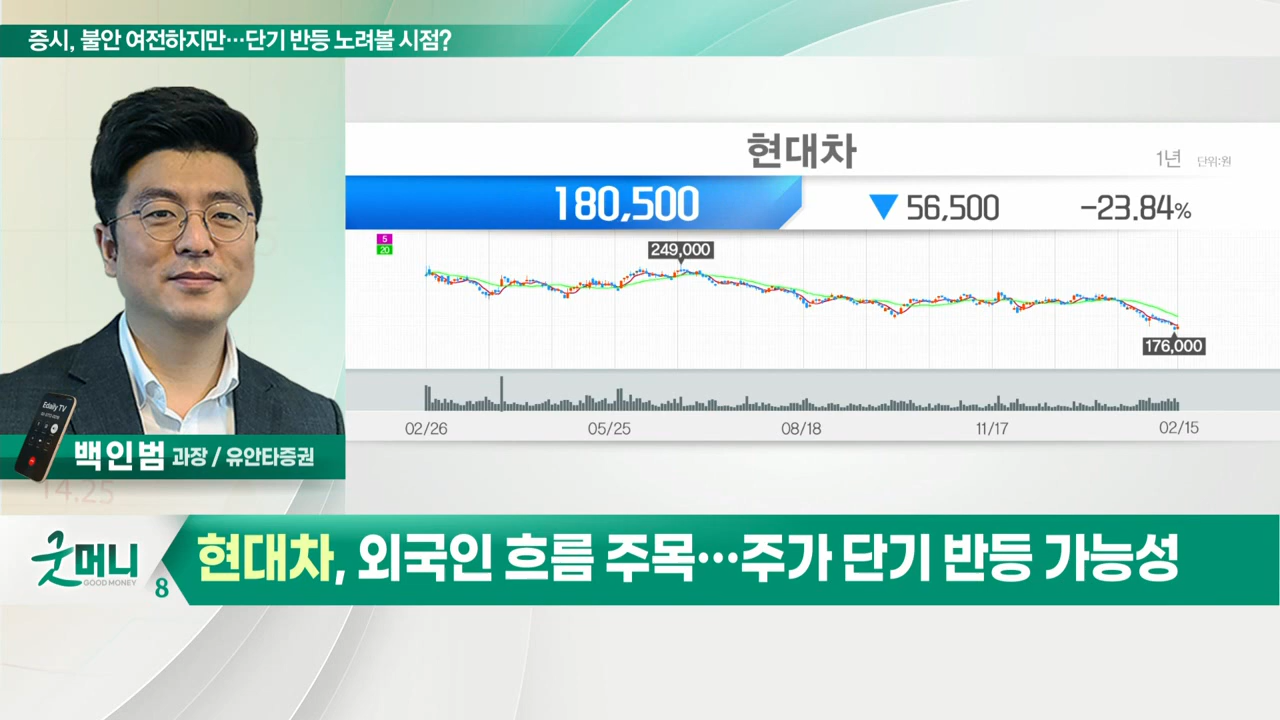 증시, 불안 여전하지만…단기 반등 노려볼 시점?
현대차
1년 단위:원
180,500 ▼56,500 -23.84%
5
20
249,000
176,000
02/26 05/25 08/18 11/17 02/15
Edaily TV
백인범 과장 / 유안타증권
14.25
굿머니
GOOD MONEY
8
현대차, 외국인 흐름 주목…주가 단기 반등 가능성